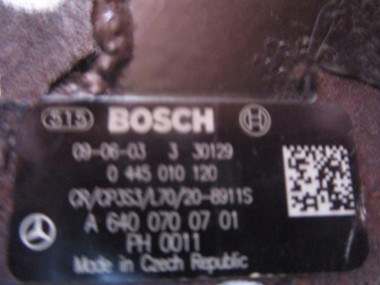 515 BOSCH
09-06-03 3 30129
0 445 010 120
CR/CP3S3/L70/20-8911S
A 640 070 07 01
PH 0011
Made in Czech Republic